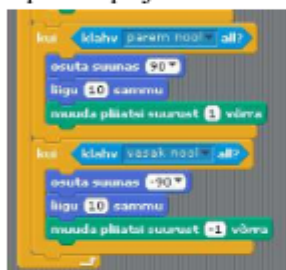 kui klahv parem nool all?
osuta suunas 90
liigu 10 sammu
muuda pliiatsi suurust 1 võrra
kui klahv vasak nool all?
osuta suunas -90
liigu 10 sammu
muuda pliiatsi suurust -1 võrra